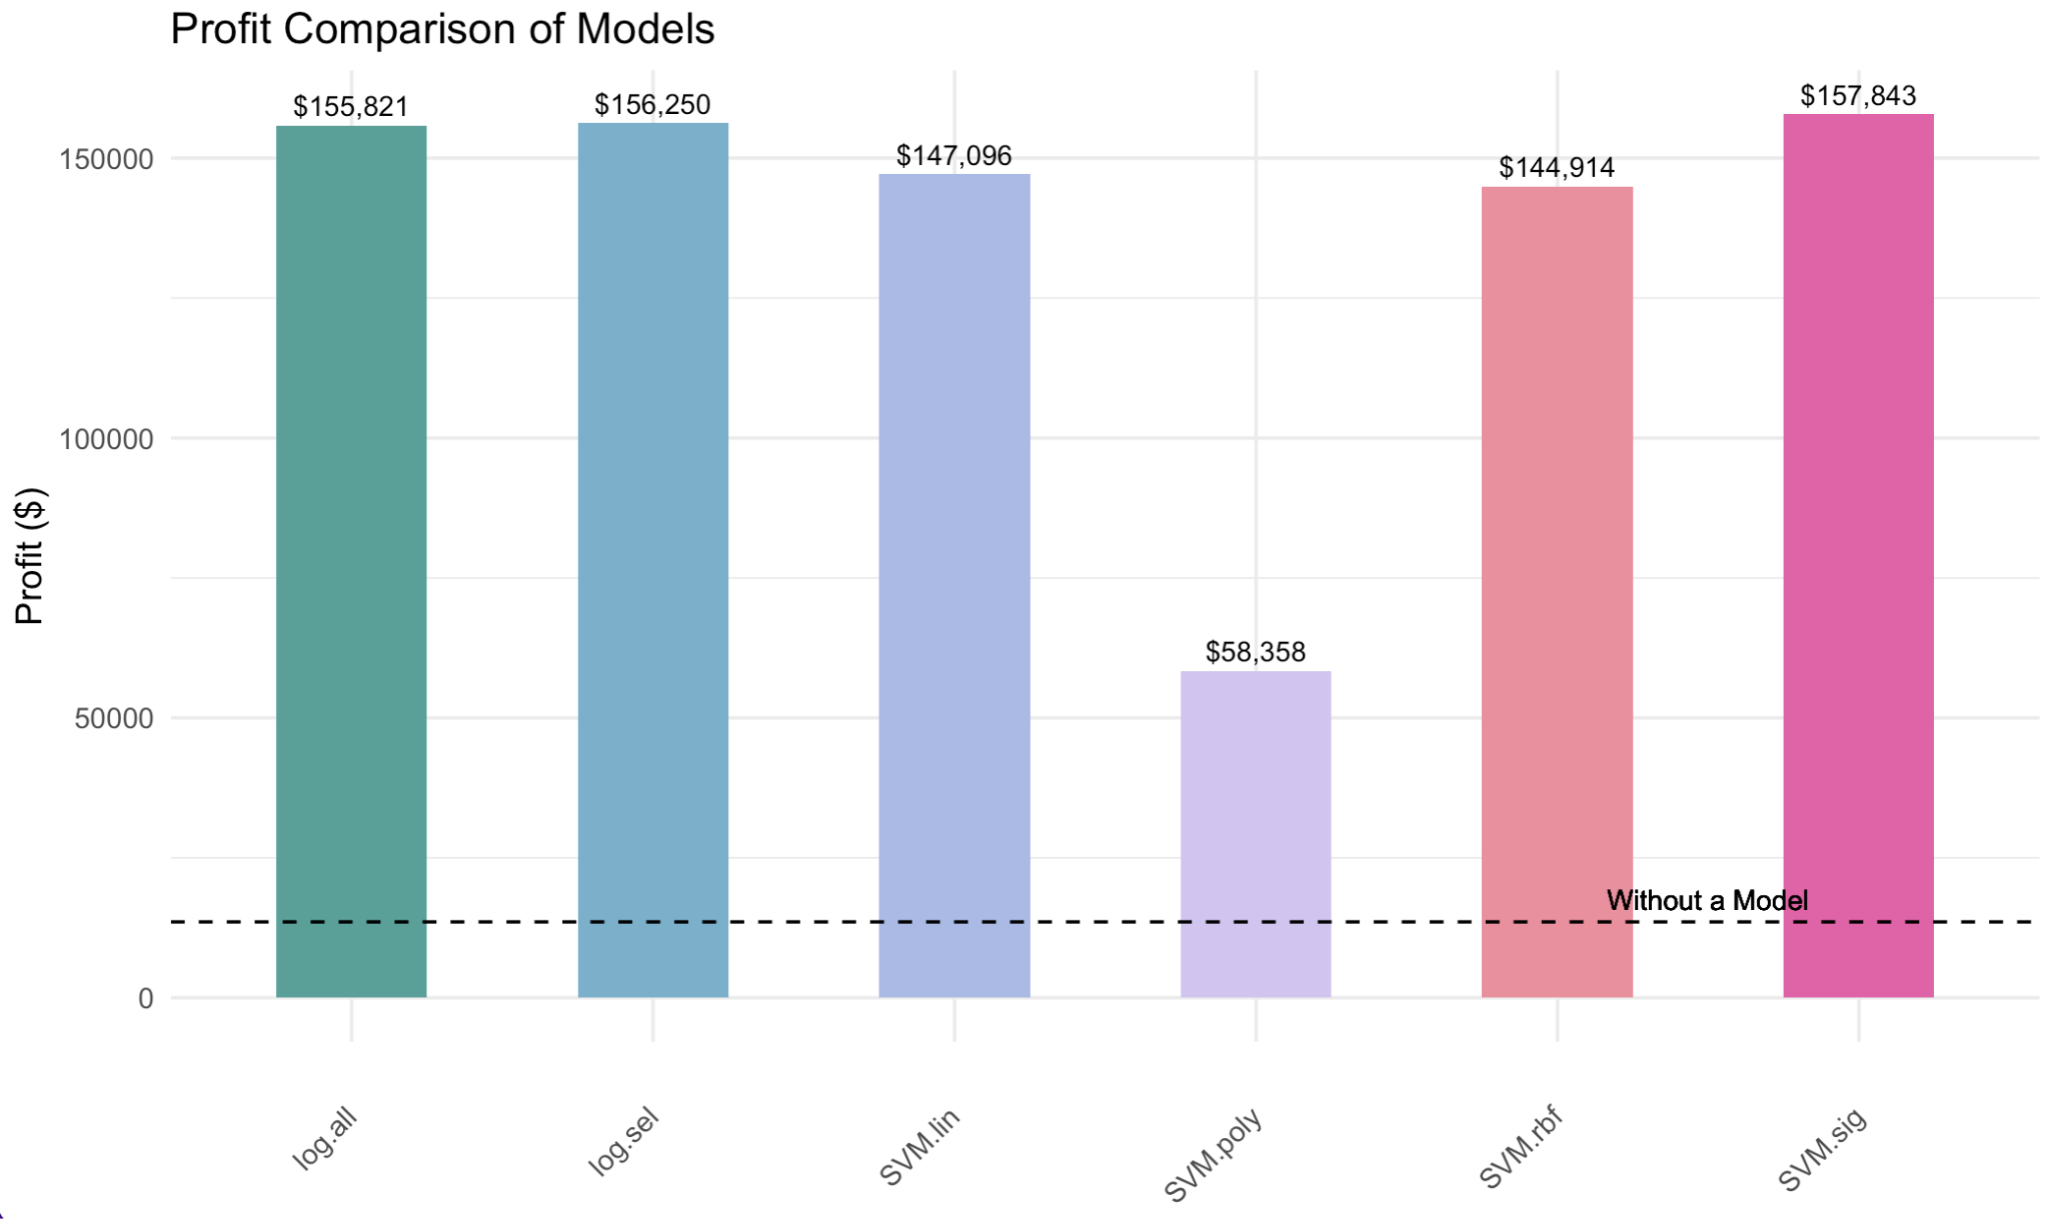 Profit Comparison of Models
$155,821
$156,250
$147,096
$58,358
$144,914
$157,843
150000
100000
50000
0
Profit ($)
Without a Model
log.all
log.sel
SVM.lin
SVM.poly
SVM.rbf
SVM.sig